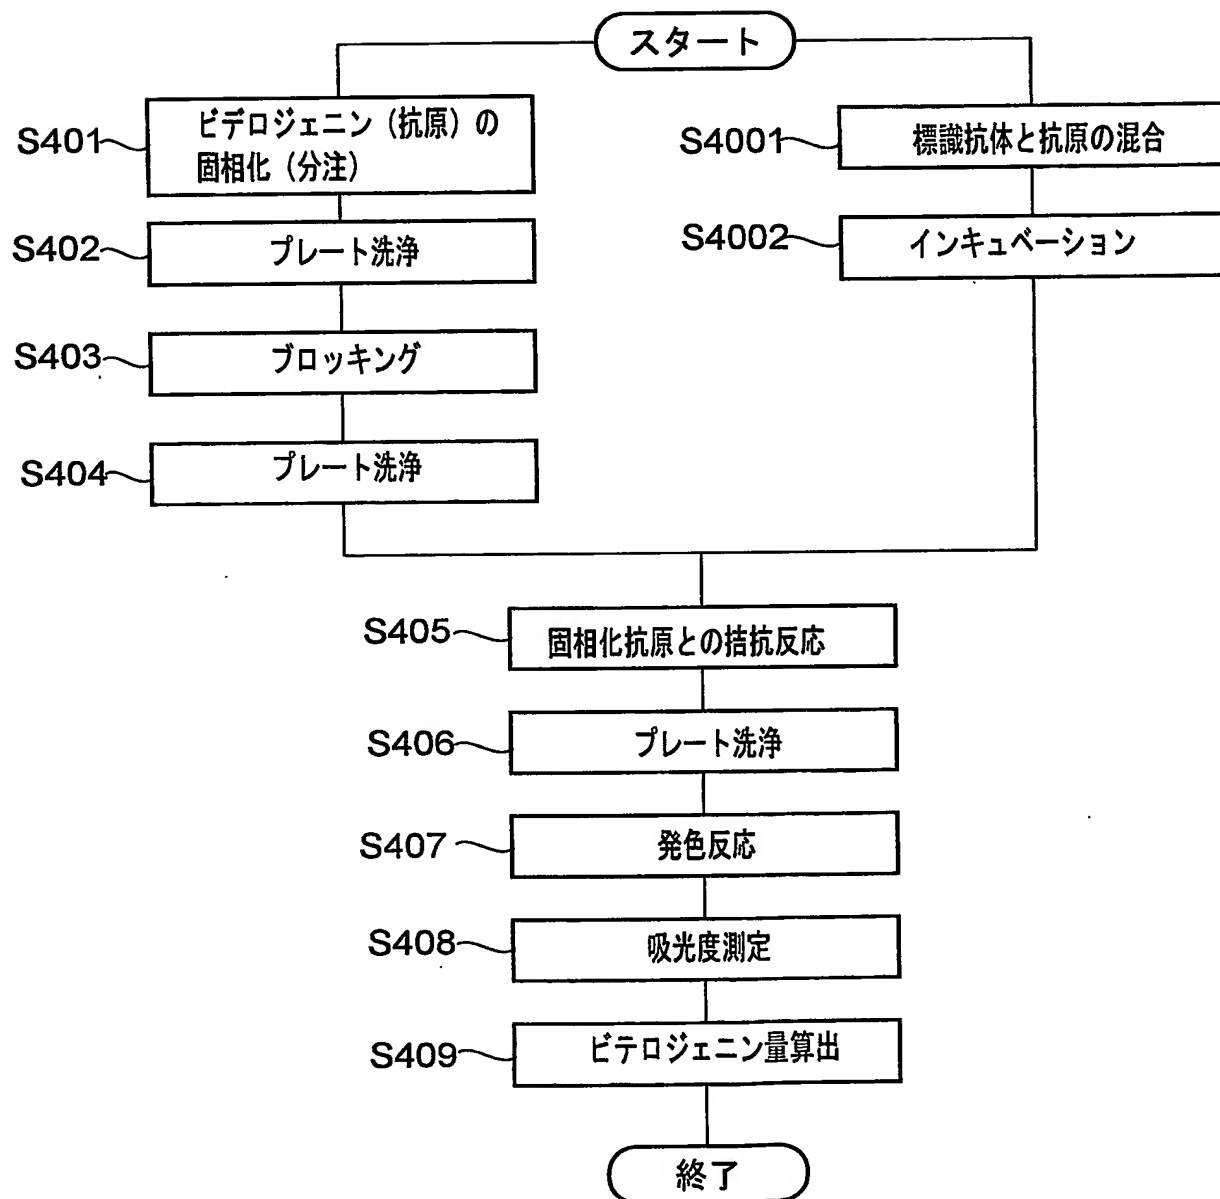 スタート
S401
ビデロジェニン（抗原）の
固相化（分注）
S402
プレート洗浄
S403
ブロッキング
S404
プレート洗浄
S4001
標識抗体と抗原の混合
S4002
インキュベーション
S405
固相化抗原との拮抗反応
S406
プレート洗浄
S407
発色反応
S408
吸光度測定
S409
ビテロジェニン量算出
終了